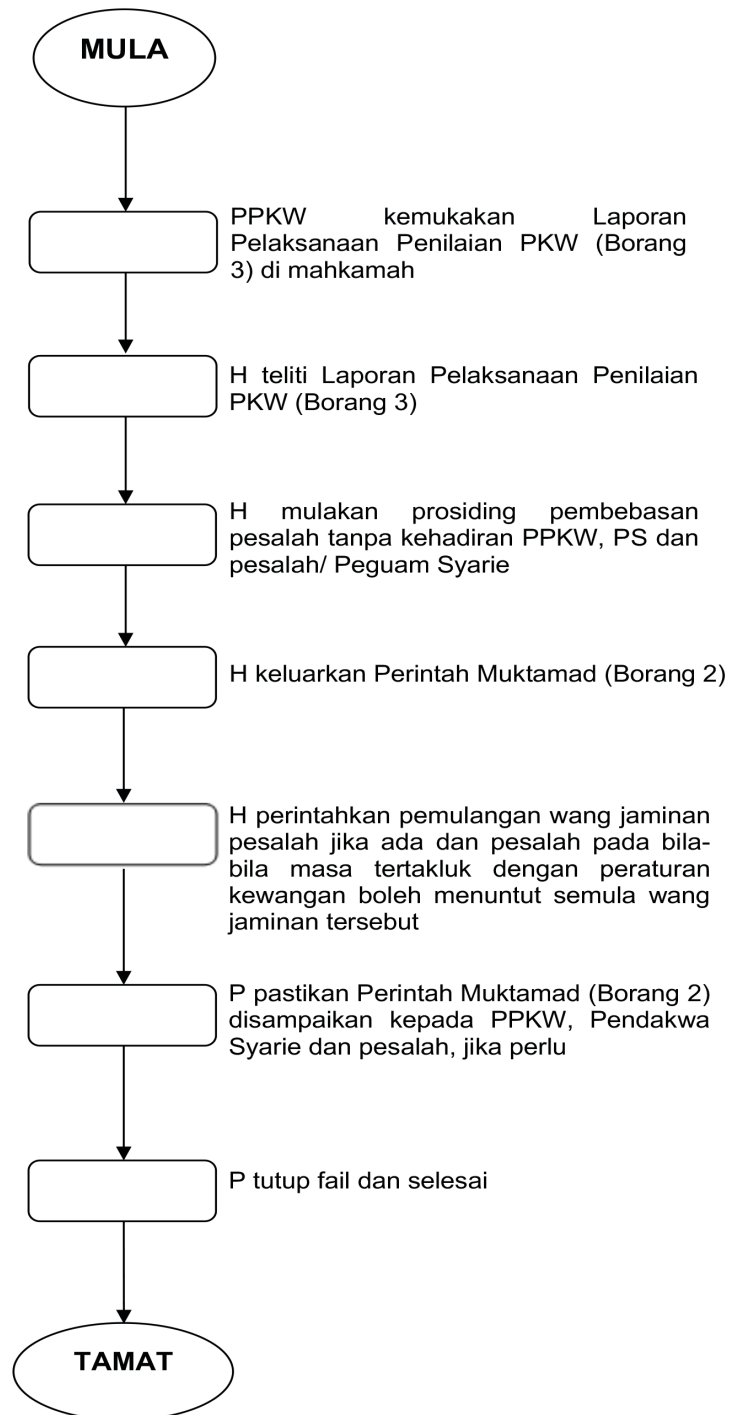 MULA
PPKW kemukakan Laporan
Pelaksanaan Penilaian PKW (Borang
3) di mahkamah
H teliti Laporan Pelaksanaan Penilaian
PKW (Borang 3)
H mulakan prosiding pembebasan
pesalah tanpa kehadiran PPKW, PS dan
pesalah/ Peguam Syarie
H keluarkan Perintah Muktamad (Borang 2)
H perintahkan pemulangan wang jaminan
pesalah jika ada dan pesalah pada bila-
bila masa tertakluk dengan peraturan
kewangan boleh menuntut semula wang
jaminan tersebut
P pastikan Perintah Muktamad (Borang 2)
disampaikan kepada PPKW, Pendakwa
Syarie dan pesalah, jika perlu
P tutup fail dan selesai
TAMAT